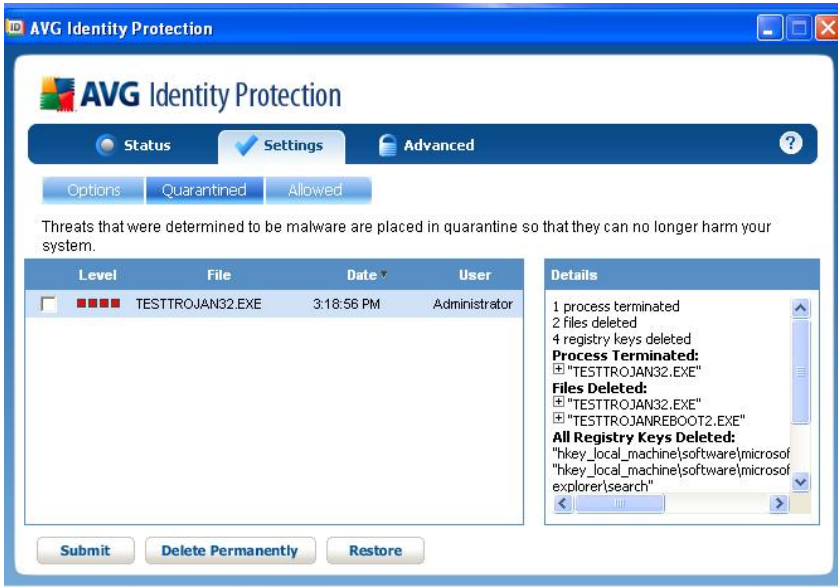 AVG Identity Protection
AVG Identity Protection
Status Settings Advanced ?
Options Quarantined Allowed
Threats that were determined to be malware are placed in quarantine so that they can no longer harm your
system.
Level File Date User
TESTTROJAN32.EXE 3:18:56 PM Administrator
Details
1 process terminated
2 files deleted
4 registry keys deleted
Process Terminated:
"TESTTROJAN32.EXE"
Files Deleted:
"TESTTROJAN32.EXE"
"TESTTROJANREBOOT2.EXE"
All Registry Keys Deleted:
"hkey_local_machine\software\microsof
"hkey_local_machine\software\microsof
explorer\search"
Submit Delete Permanently Restore